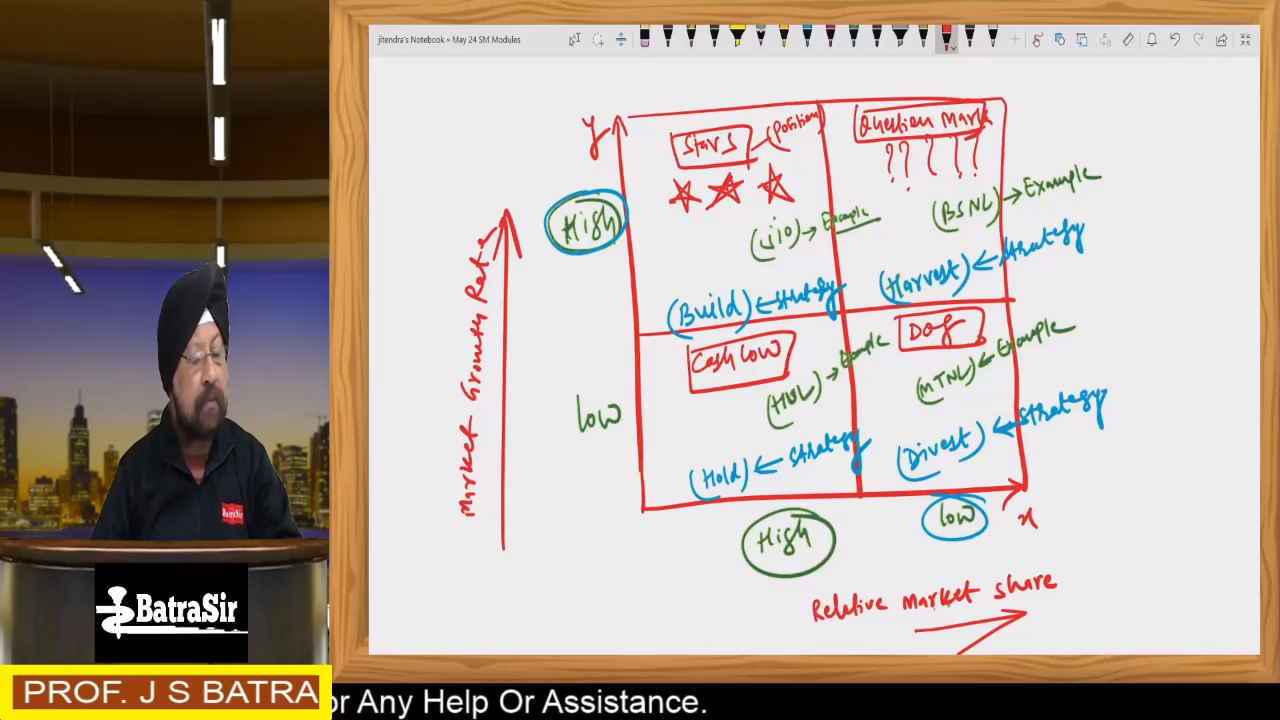 jitendra's Notebook » May 24 SM Modules
y
Stars
(Position)
Question Mark
? ? ? ? ?
High
(Jio) → Example
(BSNL) → Example
(Build) ← Strategy
(Harvest) ← Strategy
Market Growth Rate
Cash low
Dog
(HUL) → Example
(MTNL) ← Example
low
(Hold) ← Strategy
(Divest) ← Strategy
High
low
x
Relative Market share
BatraSir
BatraSir
PROF. J S BATRA
or Any Help Or Assistance.